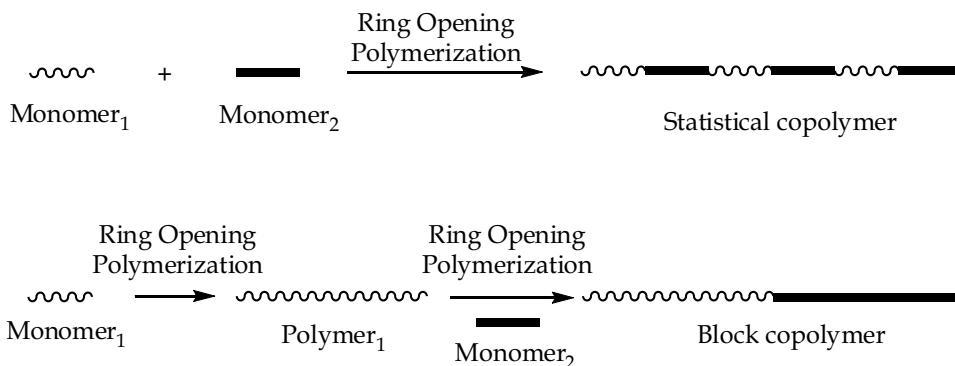 Ring Opening
Polymerization
+
Monomer₁
Monomer₂
Statistical copolymer
Ring Opening
Polymerization
Ring Opening
Polymerization
Monomer₁
Polymer₁
Monomer₂
Block copolymer